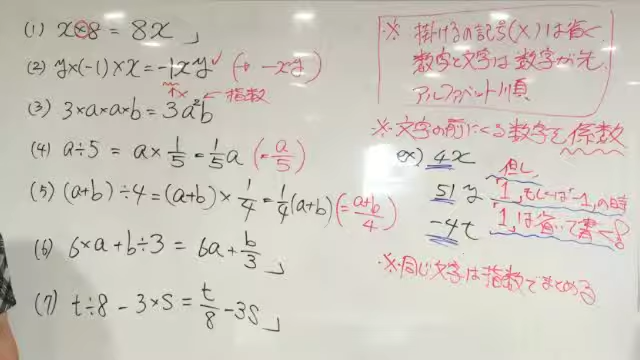 (1) x×8 = 8x
(2) y×(-1)×x = -1xy (→ -xy)
1×
(3) 3×a×a×b = 3a²b ← 指数
(4) a÷5 = a×1/5 = 1/5a (= a/5)
(5) (a+b)÷4 = (a+b)×1/4 = 1/4(a+b) (= a+b/4)
(6) 6×a+b÷3 = 6a+b/3
(7) t÷8-3×s = t/8-3s
※ 掛けるの記号(×)は省く
数字と文字は数字が先、
アルファベット順
※文字の前にくる数字を係数
ex) 4x 但し、
51y 1,もしくは-1,の時
-4t 1,は省いて書く
※同じ文字は指数でまとめる